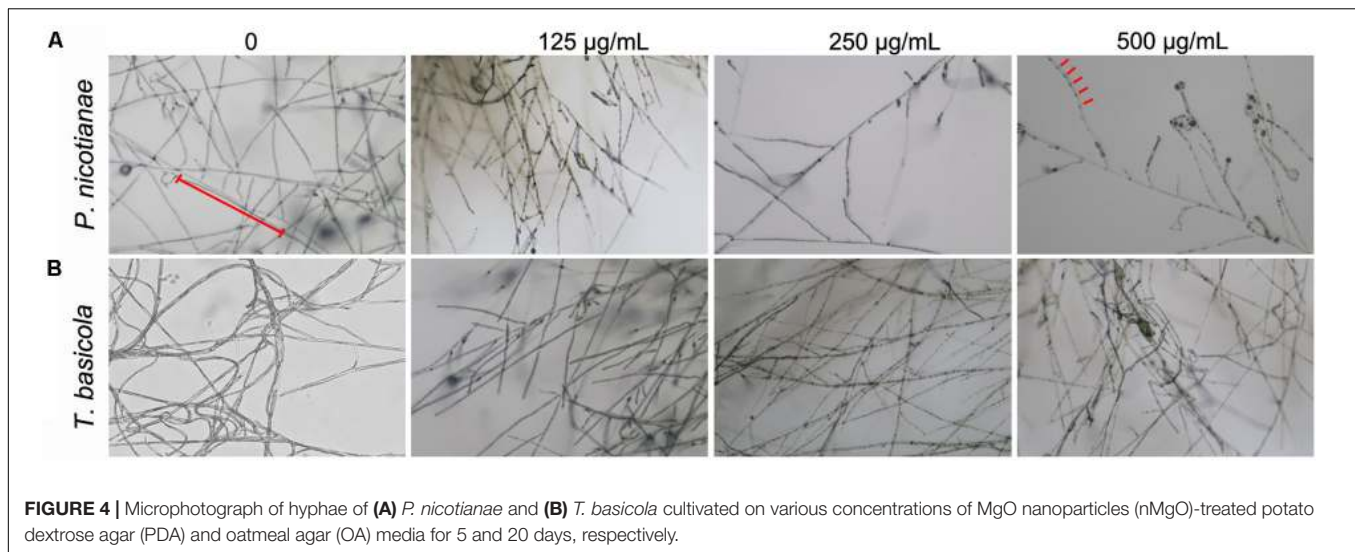 A 0 125 µg/mL 250 µg/mL 500 µg/mL
P. nicotianae
B
T. basicola
FIGURE 4 | Microphotograph of hyphae of (A) P. nicotianae and (B) T. basicola cultivated on various concentrations of MgO nanoparticles (nMgO)-treated potato
dextrose agar (PDA) and oatmeal agar (OA) media for 5 and 20 days, respectively.